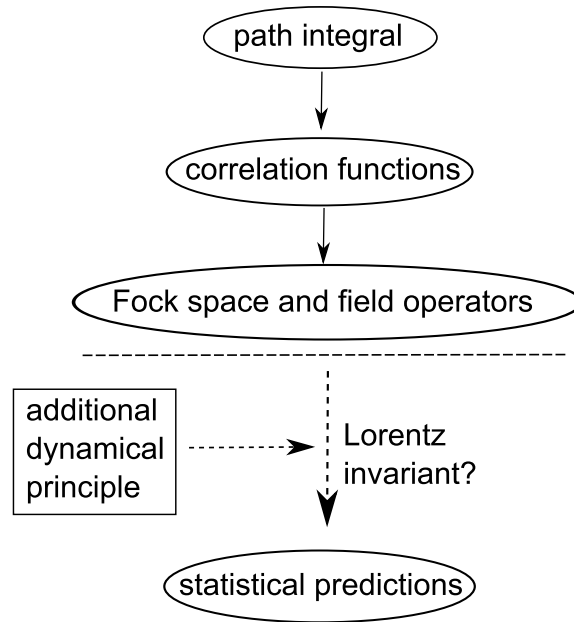 path integral
correlation functions
Fock space and field operators
additional
dynamical
principle
Lorentz
invariant?
statistical predictions